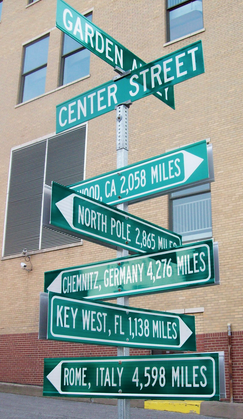 GARDEN
CENTER STREET
CA 2,058 MILES
NORTH POLE 2,865 MILES
CHEMNITZ, GERMANY 4,276 MILES
KEY WEST, FL 1,138 MILES
ROME, ITALY 4,598 MILES